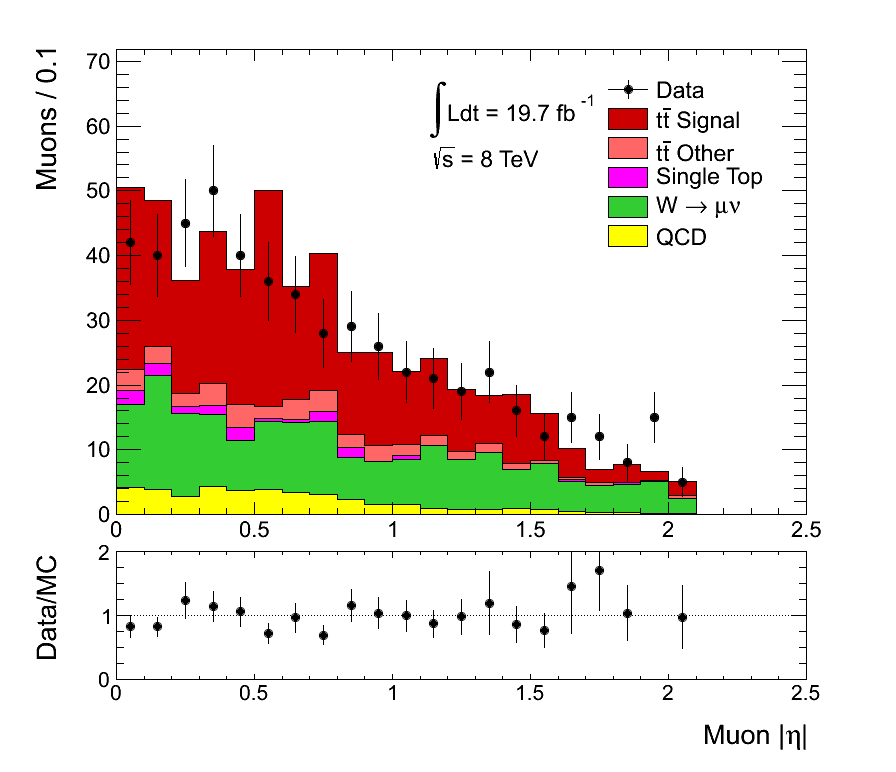 Muons / 0.1
70
60
50
40
30
20
10
0
∫ Ldt = 19.7 fb⁻¹
√s = 8 TeV
Data
tt̄ Signal
tt̄ Other
Single Top
W → μν
QCD
0 0.5 1 1.5 2 2.5
Data/MC
2
1
0
0 0.5 1 1.5 2 2.5
Muon |η|